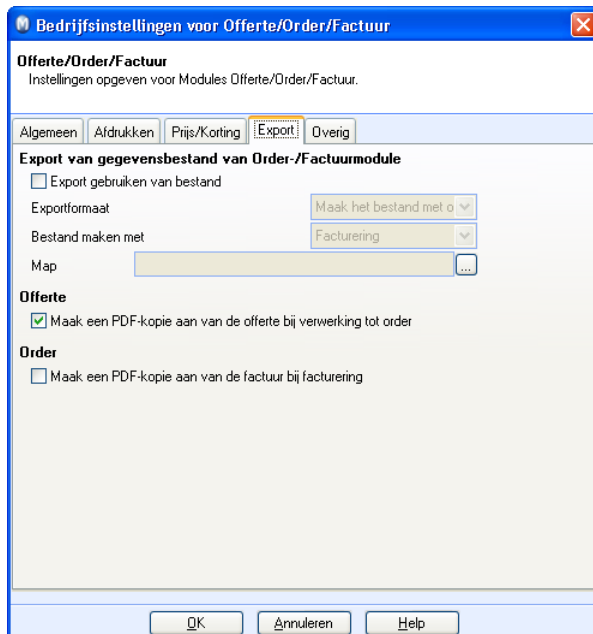 Bedrijfsinstellingen voor Offerte/Order/Factuur
Offerte/Order/Factuur
Instellingen opgeven voor Modules Offerte/Order/Factuur.
Algemeen Afdrukken Prijs/Korting Export Overig
Export van gegevensbestand van Order-/Factuurmodule
Export gebruiken van bestand
Exportformaat Maak het bestand met o
Bestand maken met Facturering
Map ...
Offerte
Maak een PDF-kopie aan van de offerte bij verwerking tot order
Order
Maak een PDF-kopie aan van de factuur bij facturering
OK Annuleren Help